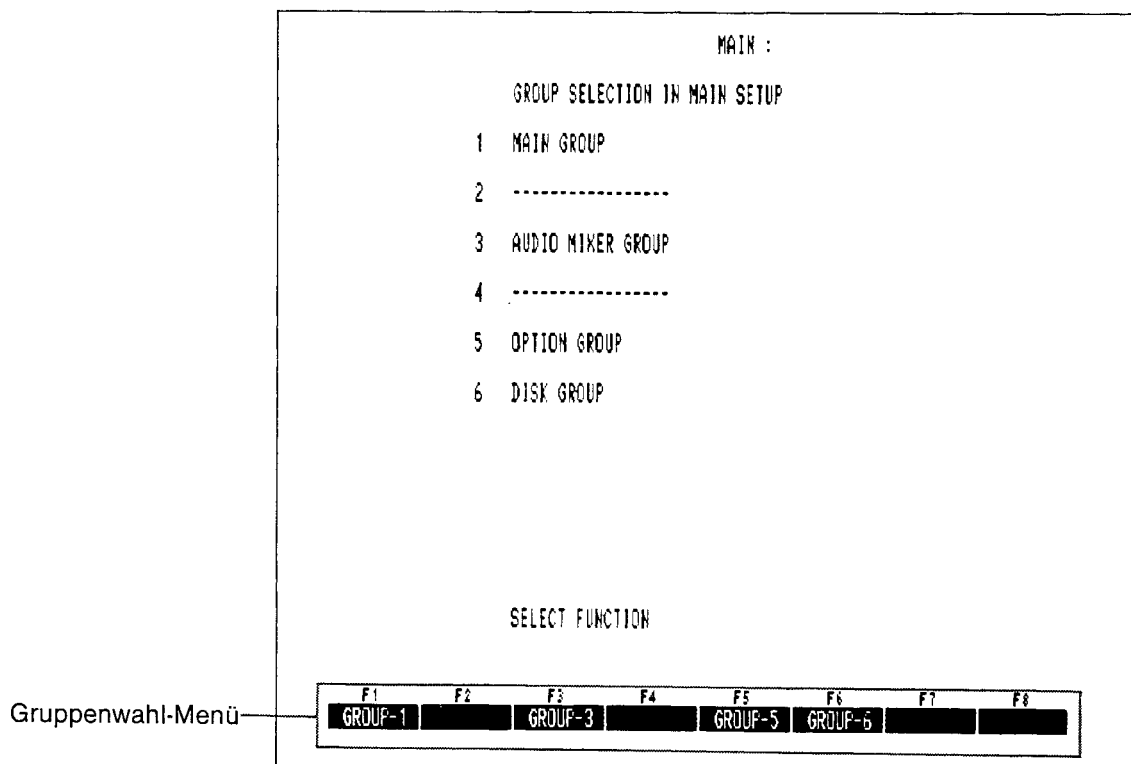 MAIN :
GROUP SELECTION IN MAIN SETUP
1 MAIN GROUP
2 -----------------
3 AUDIO MIXER GROUP
4 -----------------
5 OPTION GROUP
6 DISK GROUP
SELECT FUNCTION
F1 F2 F3 F4 F5 F6 F7 F8
Gruppenwahl-Menü GROUP-1 GROUP-3 GROUP-5 GROUP-6